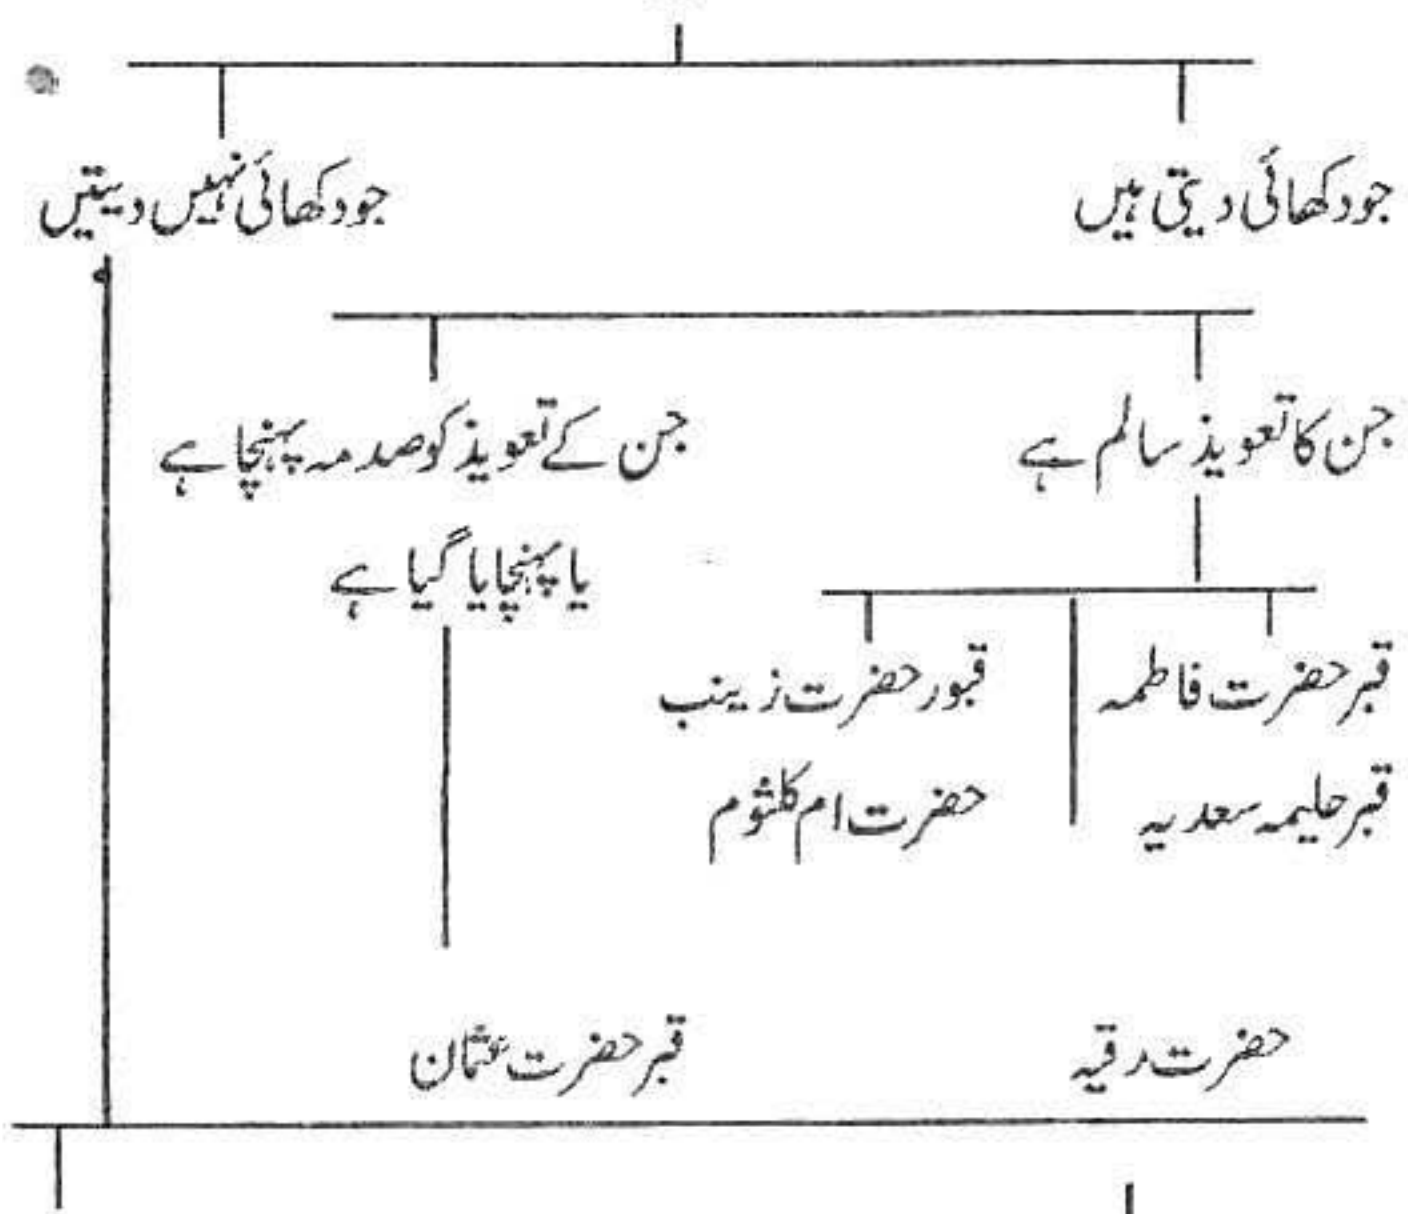 جو دکھائی دیتی ہیں
جو دکھائی نہیں دیتیں
جن کا تعویذ سالم ہے
جن کے تعویذ کو صدمہ پہنچا ہے
یا پہنچایا گیا ہے
قبر حضرت فاطمہ
قبور حضرت زینب
قبر حلیمہ سعدیہ
حضرت ام کلثوم
حضرت رقیہ
قبر حضرت عثمان